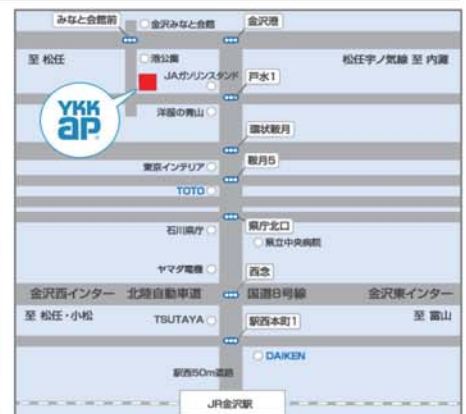 みなと会館前
金沢みなと会館
金沢港
至 松任
港公園
松任宇ノ気線 至 内灘
JAガソリンスタンド
戸水1
YKK
ap
洋服の青山
環状鞍月
鞍月5
東京インテリア
TOTO
県庁北口
石川県庁
県立中央病院
ヤマダ電機
西念
金沢西インター 北陸自動車道 国道8号線 金沢東インター
至 松任・小松
TSUTAYA
駅西本町1
至 富山
DAIKEN
駅西50m道路
JR金沢駅